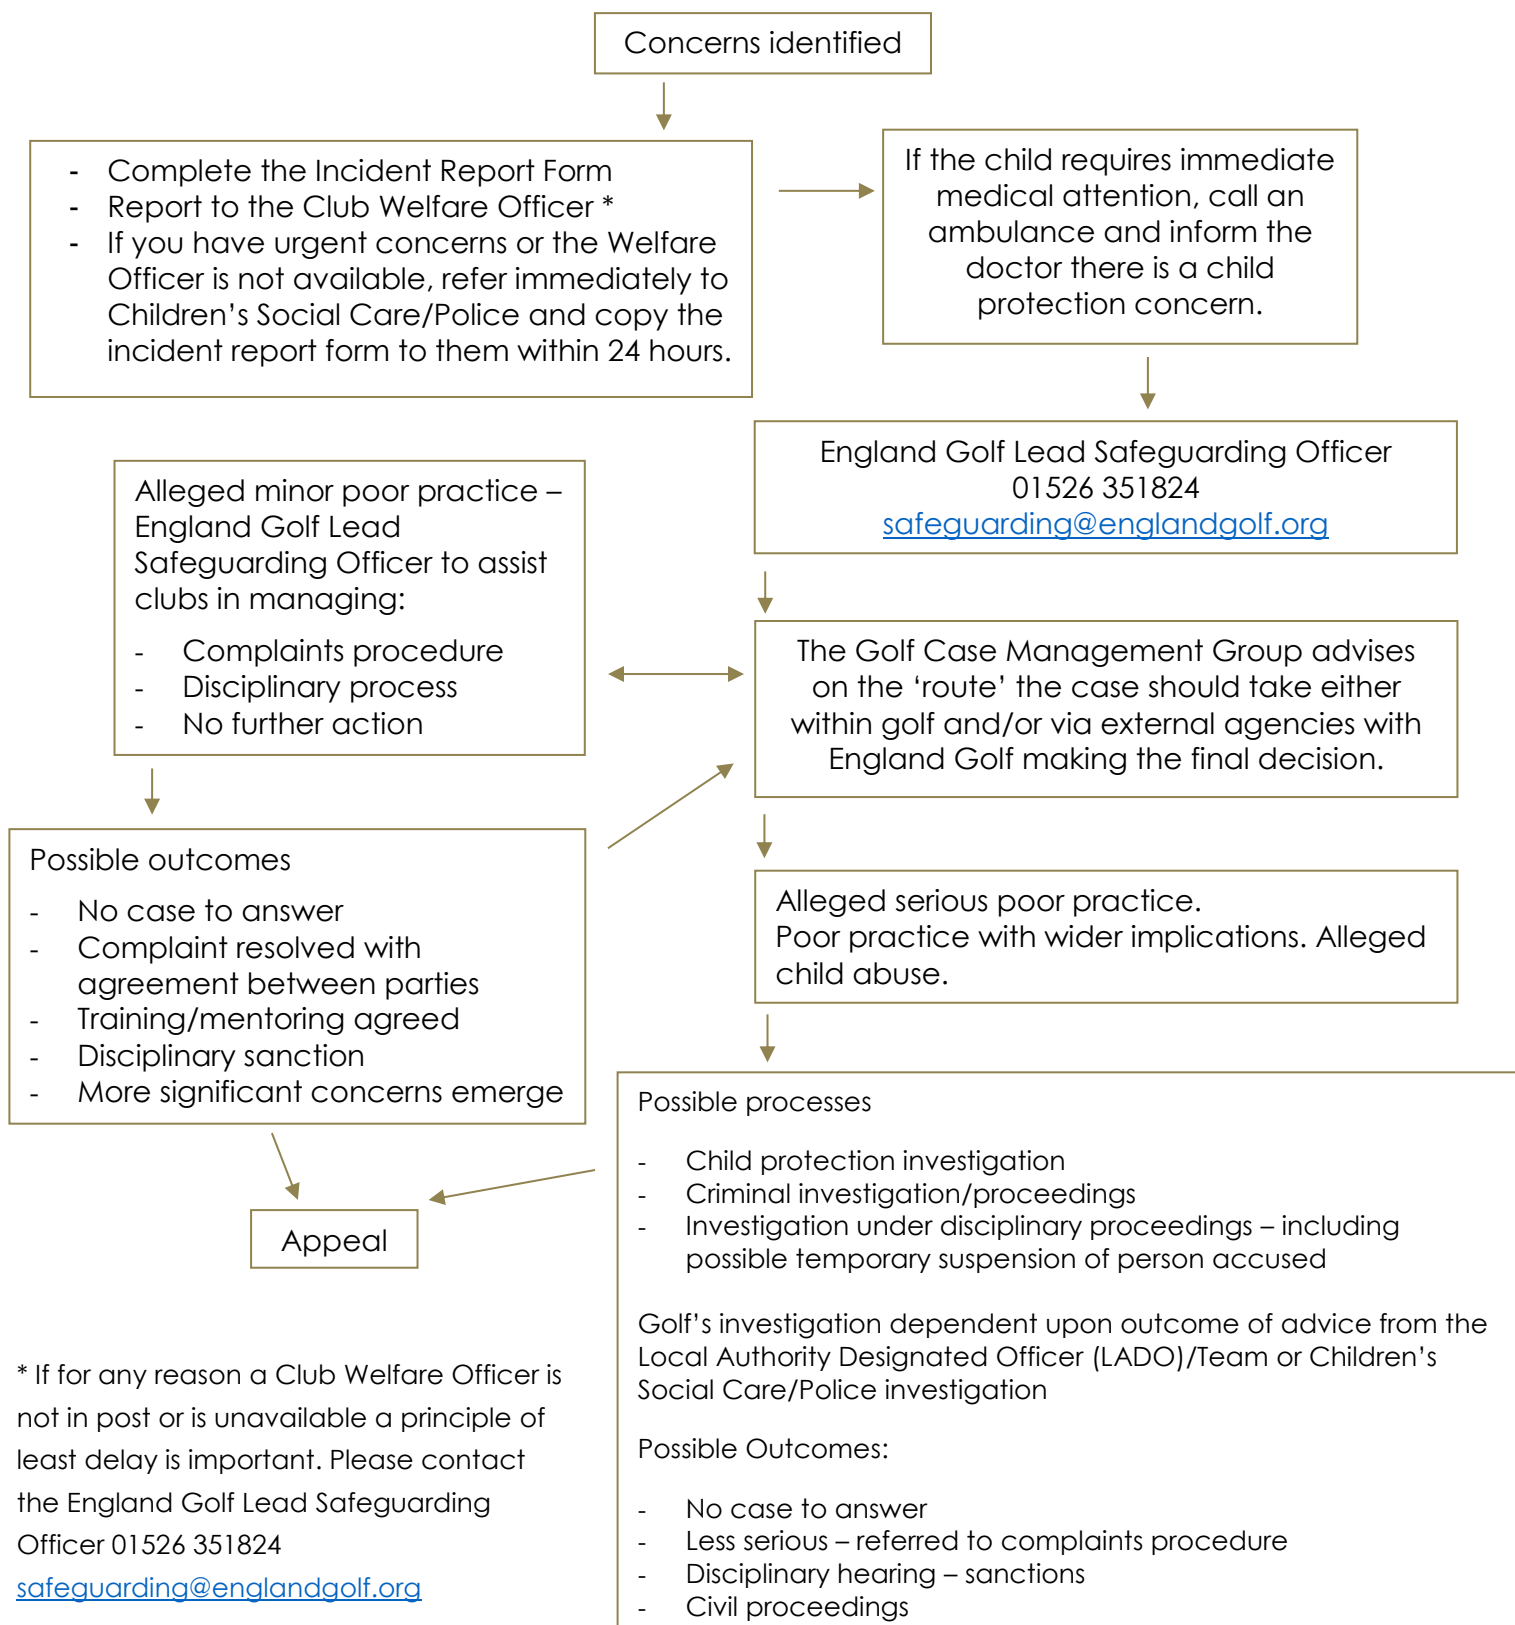 Concerns identified
- Complete the Incident Report Form
- Report to the Club Welfare Officer *
- If you have urgent concerns or the Welfare
Officer is not available, refer immediately to
Children’s Social Care/Police and copy the
incident report form to them within 24 hours.
If the child requires immediate
medical attention, call an
ambulance and inform the
doctor there is a child
protection concern.
England Golf Lead Safeguarding Officer
01526 351824
safeguarding@englandgolf.org
Alleged minor poor practice –
England Golf Lead
Safeguarding Officer to assist
clubs in managing:
- Complaints procedure
- Disciplinary process
- No further action
The Golf Case Management Group advises
on the ‘route’ the case should take either
within golf and/or via external agencies with
England Golf making the final decision.
Possible outcomes
- No case to answer
- Complaint resolved with
agreement between parties
- Training/mentoring agreed
- Disciplinary sanction
- More significant concerns emerge
Alleged serious poor practice.
Poor practice with wider implications. Alleged
child abuse.
Appeal
Possible processes
- Child protection investigation
- Criminal investigation/proceedings
- Investigation under disciplinary proceedings – including
possible temporary suspension of person accused
Golf’s investigation dependent upon outcome of advice from the
Local Authority Designated Officer (LADO)/Team or Children’s
Social Care/Police investigation
Possible Outcomes:
- No case to answer
- Less serious – referred to complaints procedure
- Disciplinary hearing – sanctions
- Civil proceedings
* If for any reason a Club Welfare Officer is
not in post or is unavailable a principle of
least delay is important. Please contact
the England Golf Lead Safeguarding
Officer 01526 351824
safeguarding@englandgolf.org